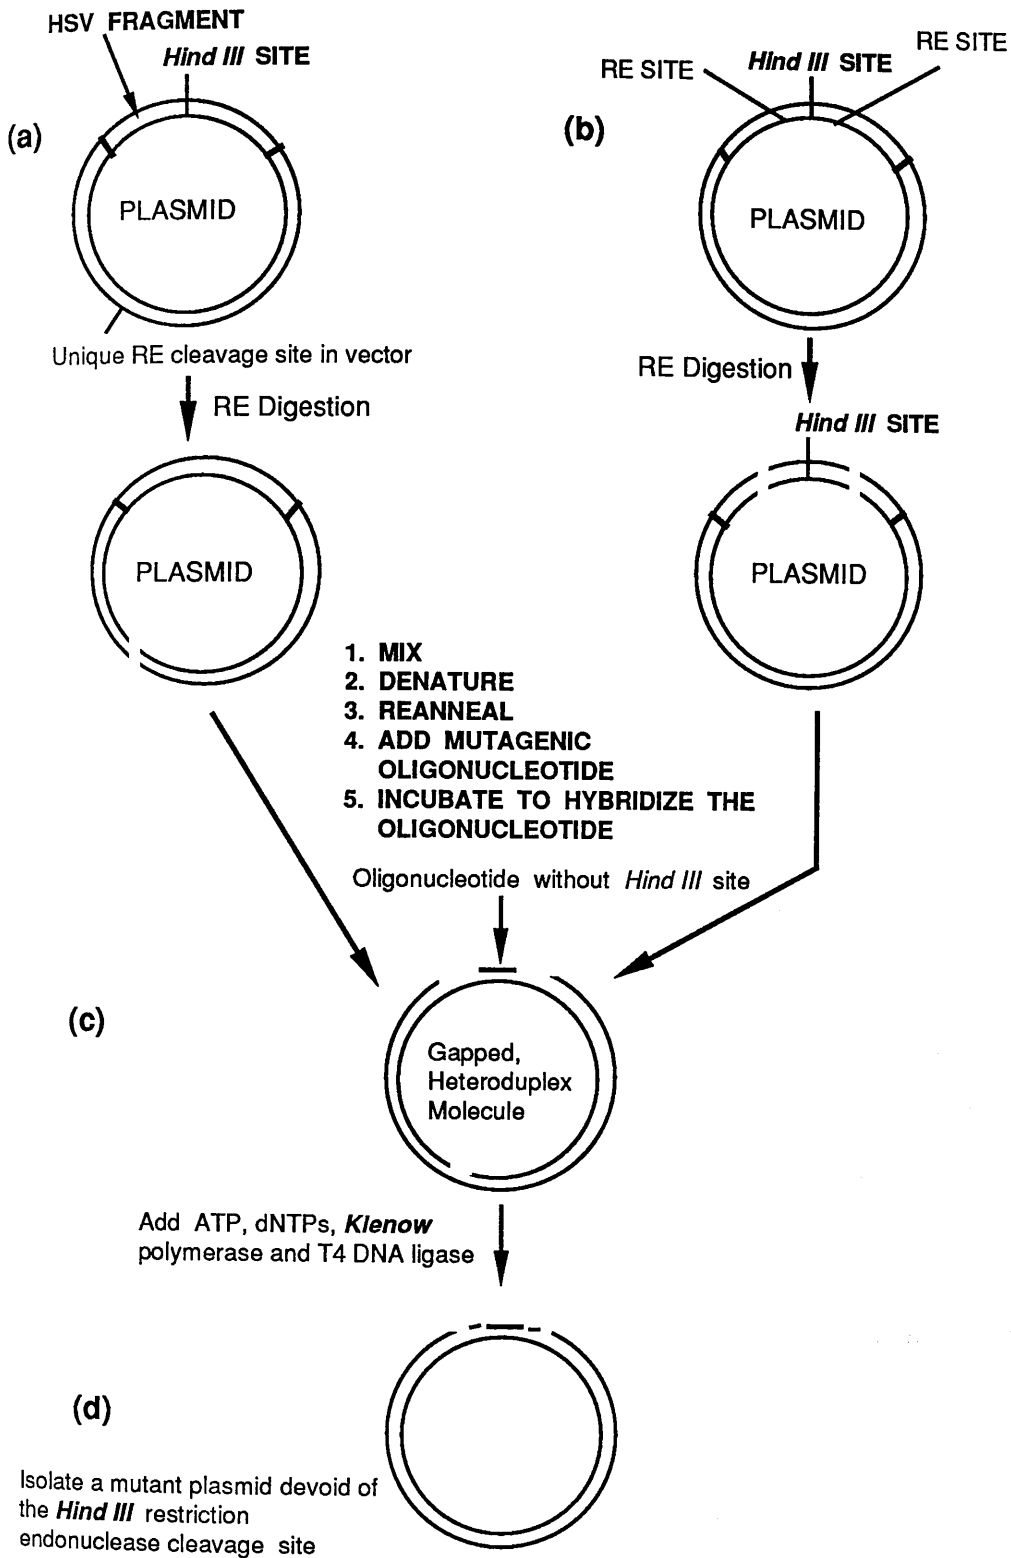 HSV FRAGMENT
Hind III SITE
(a)
PLASMID
Unique RE cleavage site in vector
RE Digestion
PLASMID
RE SITE
Hind III SITE
RE SITE
(b)
PLASMID
RE Digestion
Hind III SITE
PLASMID
1. MIX
2. DENATURE
3. REANNEAL
4. ADD MUTAGENIC
OLIGONUCLEOTIDE
5. INCUBATE TO HYBRIDIZE THE
OLIGONUCLEOTIDE
Oligonucleotide without Hind III site
(c)
Gapped,
Heteroduplex
Molecule
Add ATP, dNTPs, Klenow
polymerase and T4 DNA ligase
(d)
Isolate a mutant plasmid devoid of
the Hind III restriction
endonuclease cleavage site